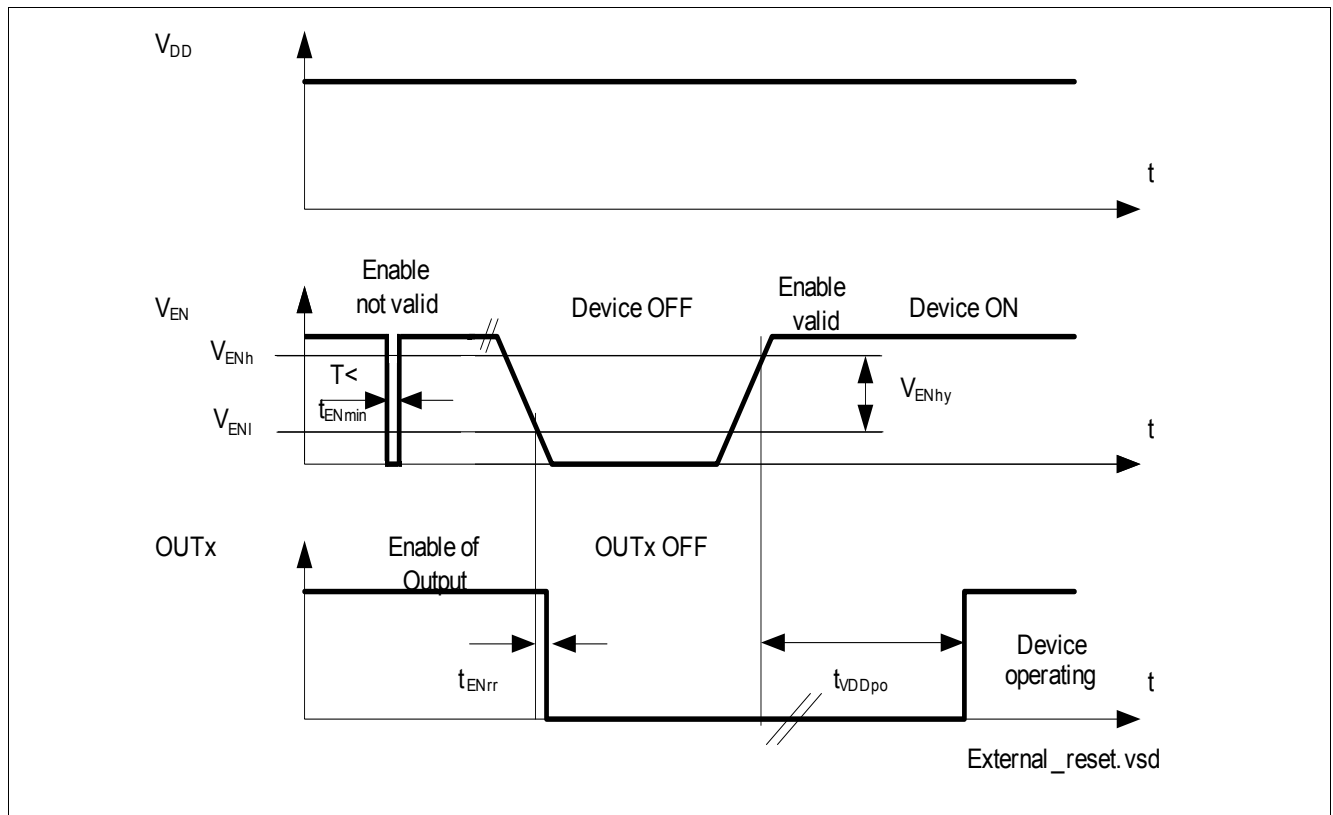 VDD
t
Enable
not valid
Device OFF
Enable
valid
Device ON
VEN
VENh
T<
tENmin
VENhy
VENl
t
OUTx
Enable of
Output
OUTx OFF
tENrr
tVDDpo
Device
operating
t
External_reset.vsd